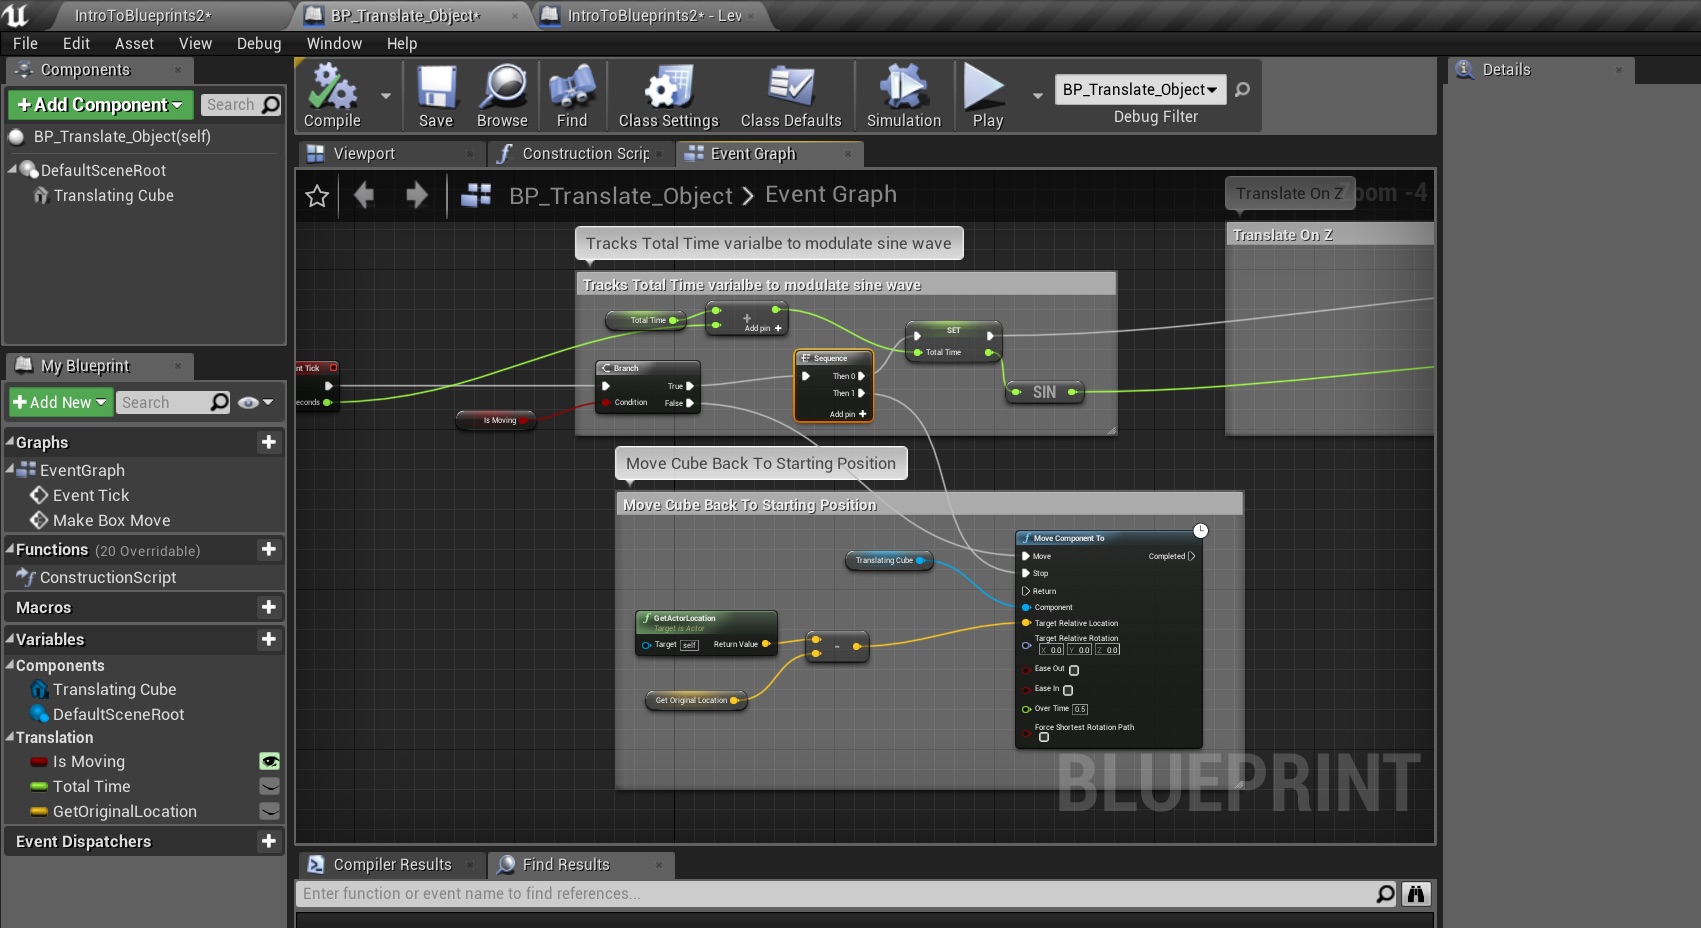 IntroToBlueprints2*
BP_Translate_Object*
IntroToBlueprints2* - Lev
File Edit Asset View Debug Window Help
Components
Details
+Add Component
Search
BP_Translate_Object(self)
DefaultSceneRoot
Translating Cube
Compile
Save
Browse
Find
Class Settings
Class Defaults
Simulation
Play
BP_Translate_Object
Debug Filter
Viewport
Construction Scrip
Event Graph
BP_Translate_Object > Event Graph
Translate On Z
Zoom -4
Translate On Z
Tracks Total Time varialbe to modulate sine wave
Tracks Total Time varialbe to modulate sine wave
Total Time
+
Add pin +
nt Tick
econds
Is Moving
Branch
True
Condition
False
Sequence
Then 0
Then 1
Add pin +
SET
Total Time
SIN
Move Cube Back To Starting Position
Move Cube Back To Starting Position
Translating Cube
GetActorLocation
Target is Actor
Target self
Return Value
-
Get Original Location
Move Component To
Move
Completed
Stop
Return
Component
Target Relative Location
Target Relative Rotation
X 0.0 Y 0.0 Z 0.0
Ease Out
Ease In
Over Time 0.5
Force Shortest Rotation Path
BLUEPRINT
My Blueprint
+Add New
Search
Graphs
EventGraph
Event Tick
Make Box Move
Functions (20 Overridable)
ConstructionScript
Macros
Variables
Components
Translating Cube
DefaultSceneRoot
Translation
Is Moving
Total Time
GetOriginalLocation
Event Dispatchers
Compiler Results
Find Results
Enter function or event name to find references...